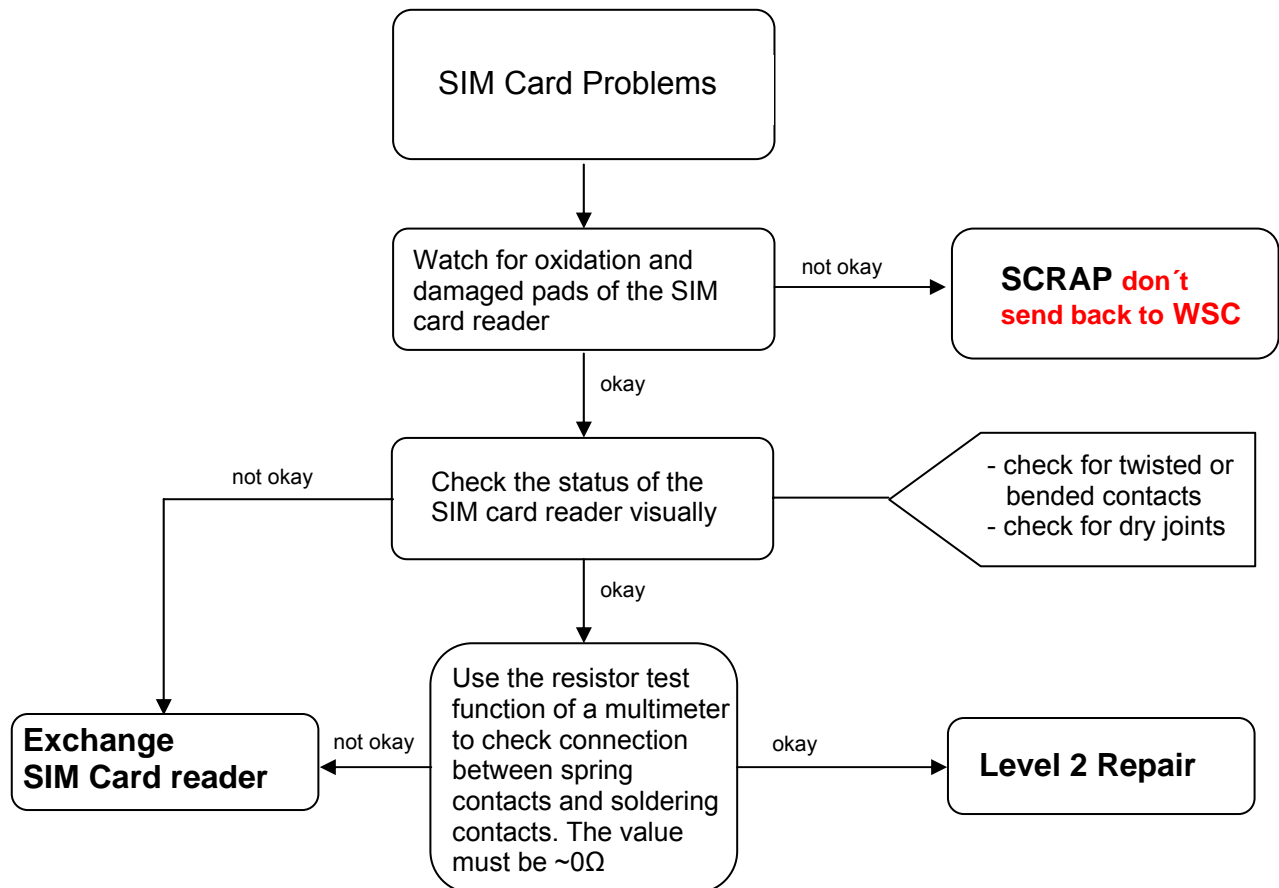 SIM Card Problems
Watch for oxidation and
damaged pads of the SIM
card reader
not okay
SCRAP don´t
send back to WSC
okay
not okay
Check the status of the
SIM card reader visually
- check for twisted or
bended contacts
- check for dry joints
okay
Use the resistor test
function of a multimeter
to check connection
between spring
contacts and soldering
contacts. The value
must be ~0Ω
not okay
Exchange
SIM Card reader
okay
Level 2 Repair